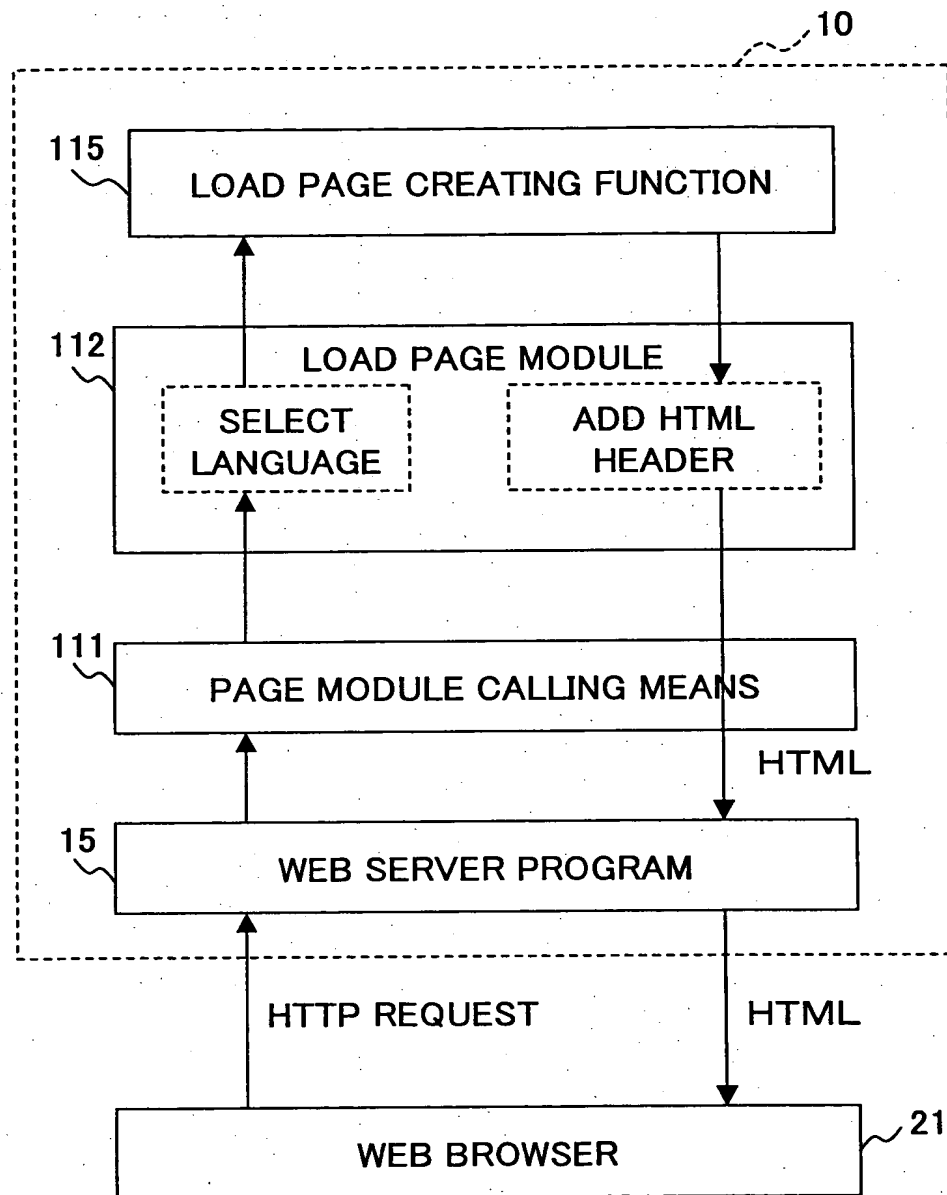 10
115
LOAD PAGE CREATING FUNCTION
112
LOAD PAGE MODULE
SELECT
LANGUAGE
ADD HTML
HEADER
111
PAGE MODULE CALLING MEANS
HTML
15
WEB SERVER PROGRAM
HTTP REQUEST
HTML
WEB BROWSER
21